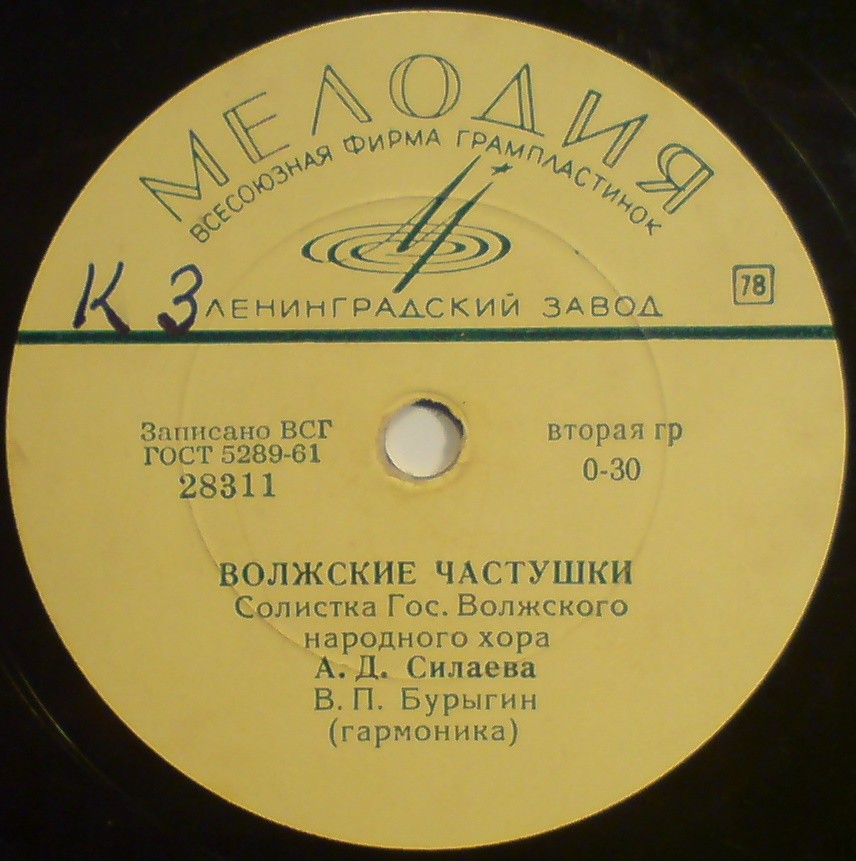 МЕЛОДИЯ
ВСЕСОЮЗНАЯ ФИРМА ГРАМПЛАСТИНОК
78
К З
ЛЕНИНГРАДСКИЙ ЗАВОД
Записано ВСГ
ГОСТ 5289-61
28311
вторая гр
0-30
ВОЛЖСКИЕ ЧАСТУШКИ
Солистка Гос. Волжского
народного хора
А. Д. Силаева
В. П. Бурыгин
(гармоника)